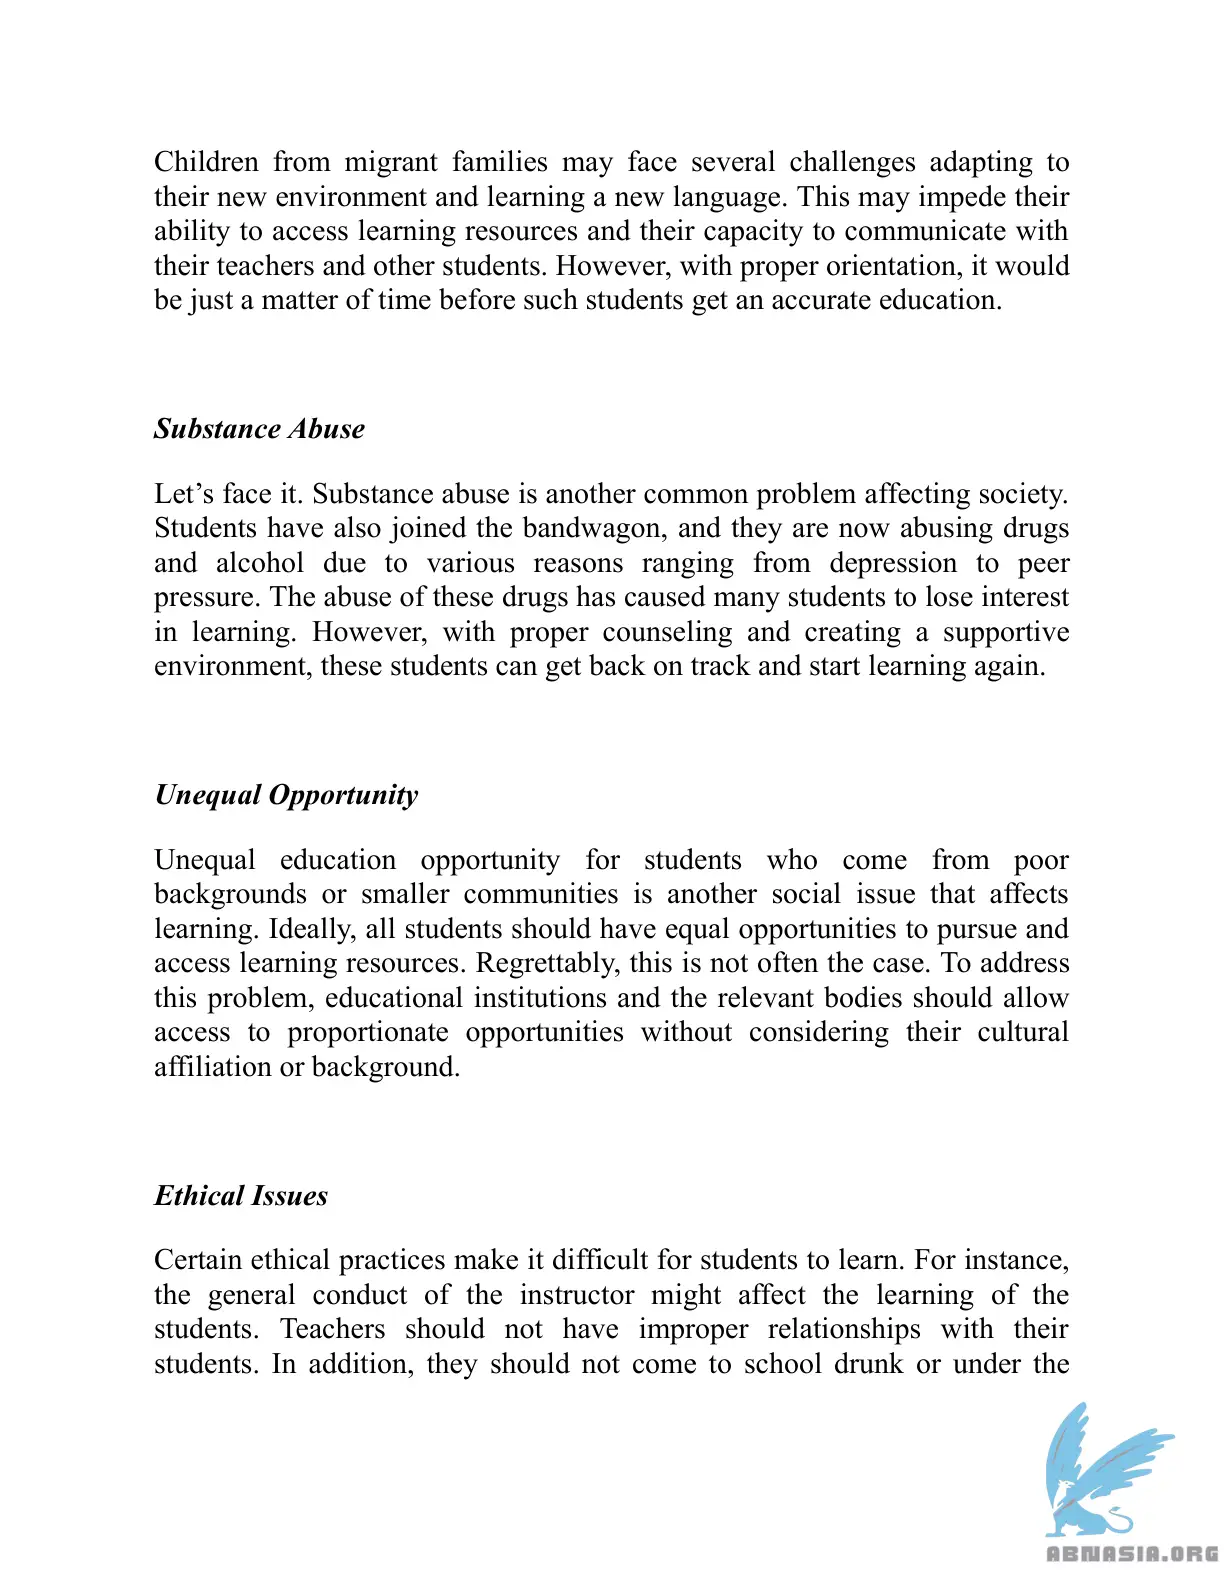 Children from migrant families may face several challenges adapting to
their new environment and learning a new language. This may impede their
ability to access learning resources and their capacity to communicate with
their teachers and other students. However, with proper orientation, it would
be just a matter of time before such students get an accurate education.
Substance Abuse
Let’s face it. Substance abuse is another common problem affecting society.
Students have also joined the bandwagon, and they are now abusing drugs
and alcohol due to various reasons ranging from depression to peer
pressure. The abuse of these drugs has caused many students to lose interest
in learning. However, with proper counseling and creating a supportive
environment, these students can get back on track and start learning again.
Unequal Opportunity
Unequal education opportunity for students who come from poor
backgrounds or smaller communities is another social issue that affects
learning. Ideally, all students should have equal opportunities to pursue and
access learning resources. Regrettably, this is not often the case. To address
this problem, educational institutions and the relevant bodies should allow
access to proportionate opportunities without considering their cultural
affiliation or background.
Ethical Issues
Certain ethical practices make it difficult for students to learn. For instance,
the general conduct of the instructor might affect the learning of the
students. Teachers should not have improper relationships with their
students. In addition, they should not come to school drunk or under the
ABNASIA.ORG